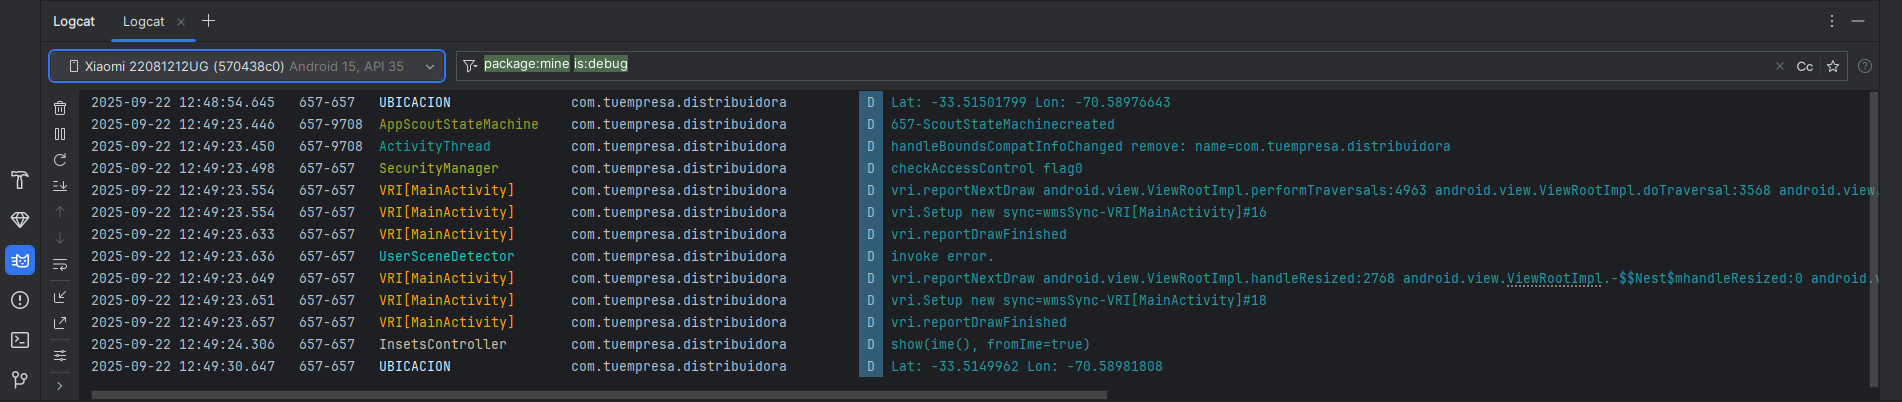 Logcat Logcat
Xiaomi 22081212UG (570438c0) Android 15, API 35 package:mine is:debug Cc
2025-09-22 12:48:54.645 657-657 UBICACION com.tuempresa.distribuidora D Lat: -33.51501799 Lon: -70.58976643
2025-09-22 12:49:23.446 657-9708 AppScoutStateMachine com.tuempresa.distribuidora D 657-ScoutStateMachinecreated
2025-09-22 12:49:23.450 657-9708 ActivityThread com.tuempresa.distribuidora D handleBoundsCompatInfoChanged remove: name=com.tuempresa.distribuidora
2025-09-22 12:49:23.498 657-657 SecurityManager com.tuempresa.distribuidora D checkAccessControl flag0
2025-09-22 12:49:23.554 657-657 VRI[MainActivity] com.tuempresa.distribuidora D vri.reportNextDraw android.view.ViewRootImpl.performTraversals:4963 android.view.ViewRootImpl.doTraversal:3568 android.view.
2025-09-22 12:49:23.554 657-657 VRI[MainActivity] com.tuempresa.distribuidora D vri.Setup new sync=wmsSync-VRI[MainActivity]#16
2025-09-22 12:49:23.633 657-657 VRI[MainActivity] com.tuempresa.distribuidora D vri.reportDrawFinished
2025-09-22 12:49:23.636 657-657 UserSceneDetector com.tuempresa.distribuidora D invoke error.
2025-09-22 12:49:23.649 657-657 VRI[MainActivity] com.tuempresa.distribuidora D vri.reportNextDraw android.view.ViewRootImpl.handleResized:2768 android.view.ViewRootImpl.-$$Nest$mhandleResized:0 android.v
2025-09-22 12:49:23.651 657-657 VRI[MainActivity] com.tuempresa.distribuidora D vri.Setup new sync=wmsSync-VRI[MainActivity]#18
2025-09-22 12:49:23.657 657-657 VRI[MainActivity] com.tuempresa.distribuidora D vri.reportDrawFinished
2025-09-22 12:49:24.306 657-657 InsetsController com.tuempresa.distribuidora D show(ime(), fromIme=true)
2025-09-22 12:49:30.647 657-657 UBICACION com.tuempresa.distribuidora D Lat: -33.5149962 Lon: -70.58981808